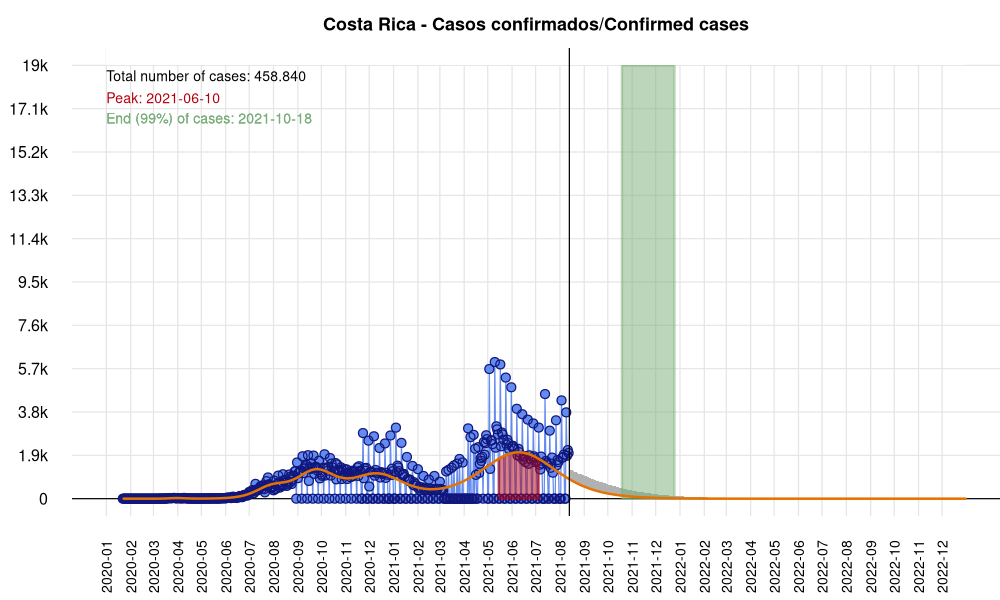 Costa Rica - Casos confirmados/Confirmed cases
19k
17.1k
15.2k
13.3k
11.4k
9.5k
7.6k
5.7k
3.8k
1.9k
0
Total number of cases: 458.840
Peak: 2021-06-10
End (99%) of cases: 2021-10-18
2020-01
2020-02
2020-03
2020-04
2020-05
2020-06
2020-07
2020-08
2020-09
2020-10
2020-11
2020-12
2021-01
2021-02
2021-03
2021-04
2021-05
2021-06
2021-07
2021-08
2021-09
2021-10
2021-11
2021-12
2022-01
2022-02
2022-03
2022-04
2022-05
2022-06
2022-07
2022-08
2022-09
2022-10
2022-11
2022-12